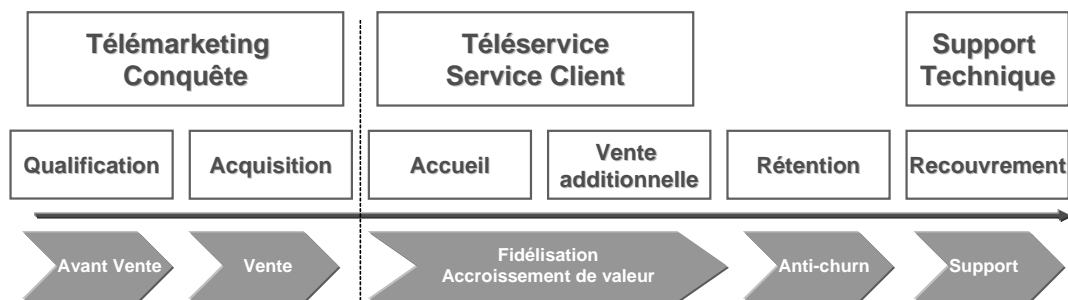 Télémarketing
Conquête
Téléservice
Service Client
Support
Technique
Qualification
Acquisition
Accueil
Vente
additionnelle
Rétention
Recouvrement
Avant Vente
Vente
Fidélisation
Accroissement de valeur
Anti-churn
Support